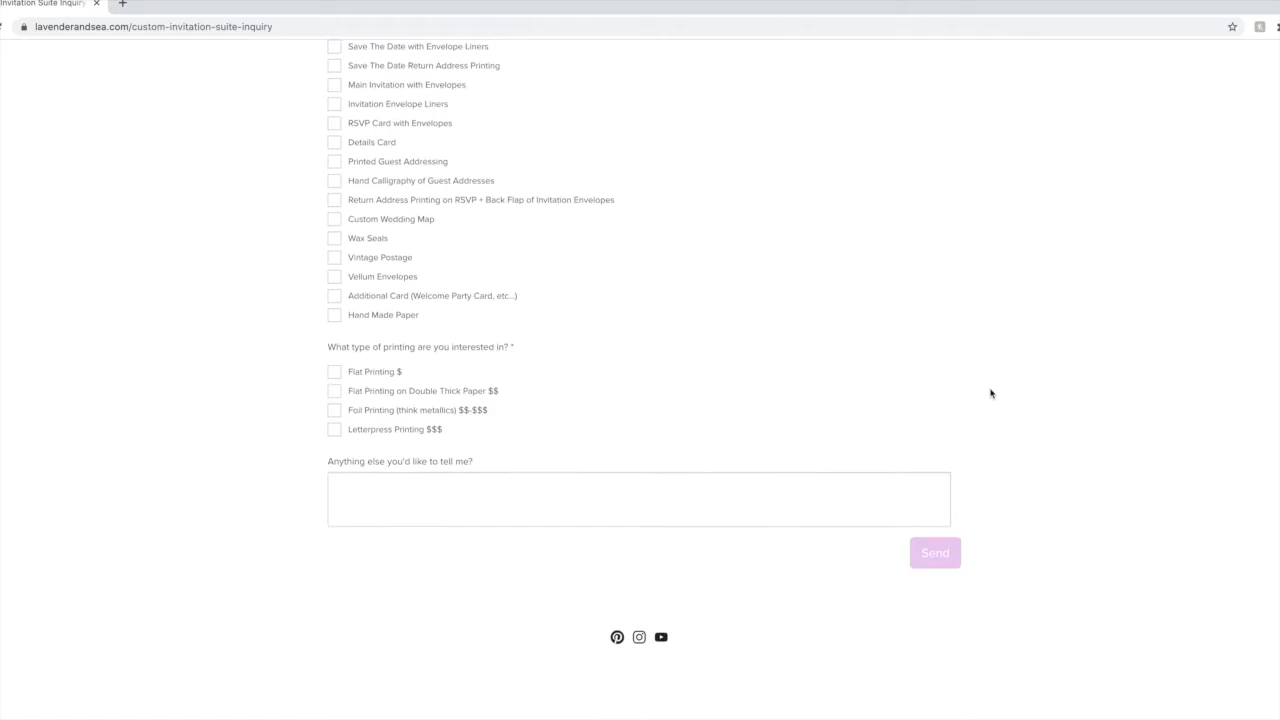 Invitation Suite Inquiry
lavenderandsea.com/custom-invitation-suite-inquiry
Save The Date with Envelope Liners
Save The Date Return Address Printing
Main Invitation with Envelopes
Invitation Envelope Liners
RSVP Card with Envelopes
Details Card
Printed Guest Addressing
Hand Calligraphy of Guest Addresses
Return Address Printing on RSVP + Back Flap of Invitation Envelopes
Custom Wedding Map
Wax Seals
Vintage Postage
Vellum Envelopes
Additional Card (Welcome Party Card, etc...)
Hand Made Paper
What type of printing are you interested in? *
Flat Printing $
Flat Printing on Double Thick Paper $$
Foil Printing (think metallics) $$-$$$
Letterpress Printing $$$
Anything else you'd like to tell me?
Send